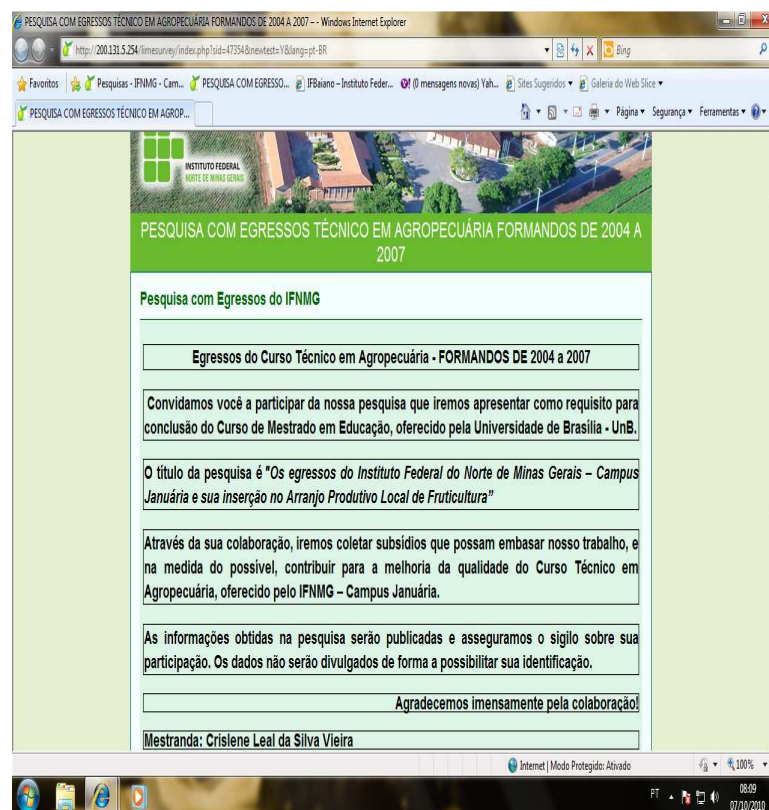 PESQUISA COM EGRESSOS TÉCNICO EM AGROPECUÁRIA FORMANDOS DE 2004 A 2007 - - Windows Internet Explorer
http://200.131.5.254/limesurvey/index.php?sid=47354&newtest=Y&lang=pt-BR
Bing
Favoritos Pesquisas - IFNMG - Cam... PESQUISA COM EGRESSO... IFBaiano – Instituto Feder... (0 mensagens novas) Yah... Sites Sugeridos Galeria do Web Slice
PESQUISA COM EGRESSOS TÉCNICO EM AGROP... Página Segurança Ferramentas
INSTITUTO FEDERAL
NORTE DE MINAS GERAIS
PESQUISA COM EGRESSOS TÉCNICO EM AGROPECUÁRIA FORMANDOS DE 2004 A
2007
Pesquisa com Egressos do IFNMG
Egressos do Curso Técnico em Agropecuária - FORMANDOS DE 2004 a 2007
Convidamos você a participar da nossa pesquisa que iremos apresentar como requisito para
conclusão do Curso de Mestrado em Educação, oferecido pela Universidade de Brasília - UnB.
O título da pesquisa é "Os egressos do Instituto Federal do Norte de Minas Gerais – Campus
Januária e sua inserção no Arranjo Produtivo Local de Fruticultura”
Através da sua colaboração, iremos coletar subsídios que possam embasar nosso trabalho, e
na medida do possível, contribuir para a melhoria da qualidade do Curso Técnico em
Agropecuária, oferecido pelo IFNMG – Campus Januária.
As informações obtidas na pesquisa serão publicadas e asseguramos o sigilo sobre sua
participação. Os dados não serão divulgados de forma a possibilitar sua identificação.
Agradecemos imensamente pela colaboração!
Mestranda: Crislene Leal da Silva Vieira
Internet | Modo Protegido: Ativado 100%
PT 08:09
07/10/2010